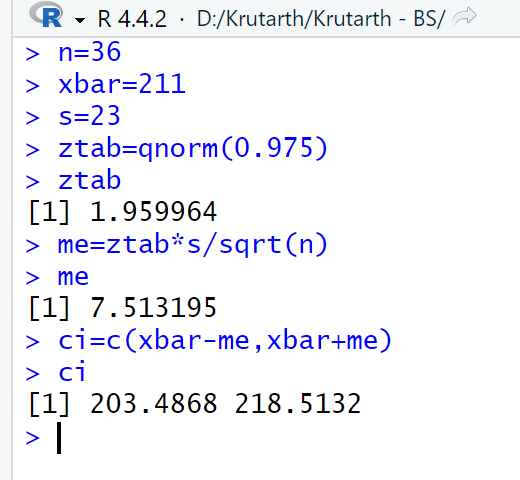 R R 4.4.2 · D:/Krutarth/Krutarth - BS/
> n=36
> xbar=211
> s=23
> ztab=qnorm(0.975)
> ztab
[1] 1.959964
> me=ztab*s/sqrt(n)
> me
[1] 7.513195
> ci=c(xbar-me,xbar+me)
> ci
[1] 203.4868 218.5132
>